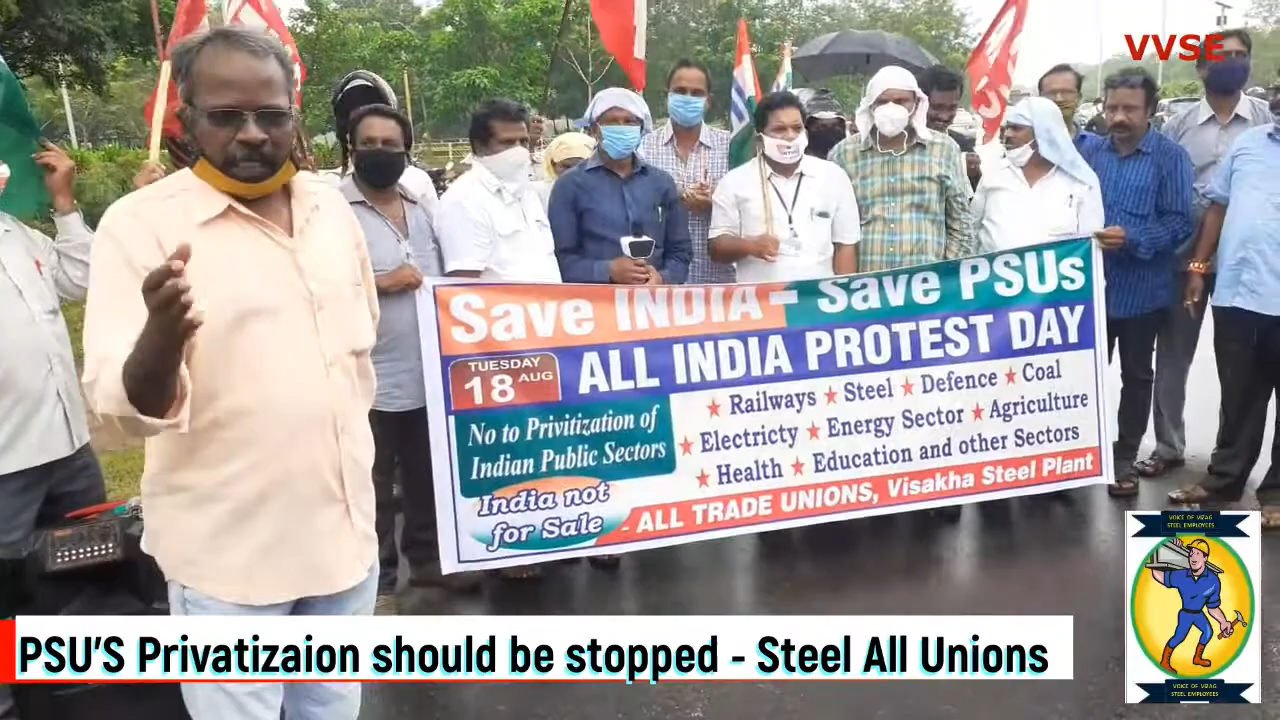 VVSE
Save INDIA - Save PSUs
TUESDAY
18 AUG
ALL INDIA PROTEST DAY
No to Privitization of
Indian Public Sectors
★ Railways ★ Steel ★ Defence ★ Coal
★ Electricty ★ Energy Sector ★ Agriculture
★ Health ★ Education and other Sectors
India not
for Sale
- ALL TRADE UNIONS, Visakha Steel Plant
VOICE OF VIZAG
STEEL EMPLOYEES
VOICE OF VIZAG
STEEL EMPLOYEES
PSU'S Privatizaion should be stopped - Steel All Unions